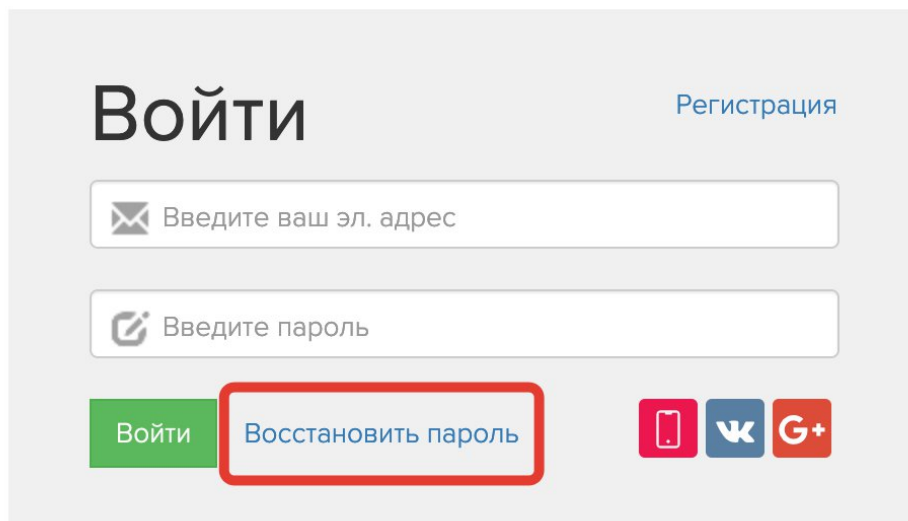 Войти
Регистрация
Введите ваш эл. адрес
Введите пароль
Войти
Восстановить пароль
G+